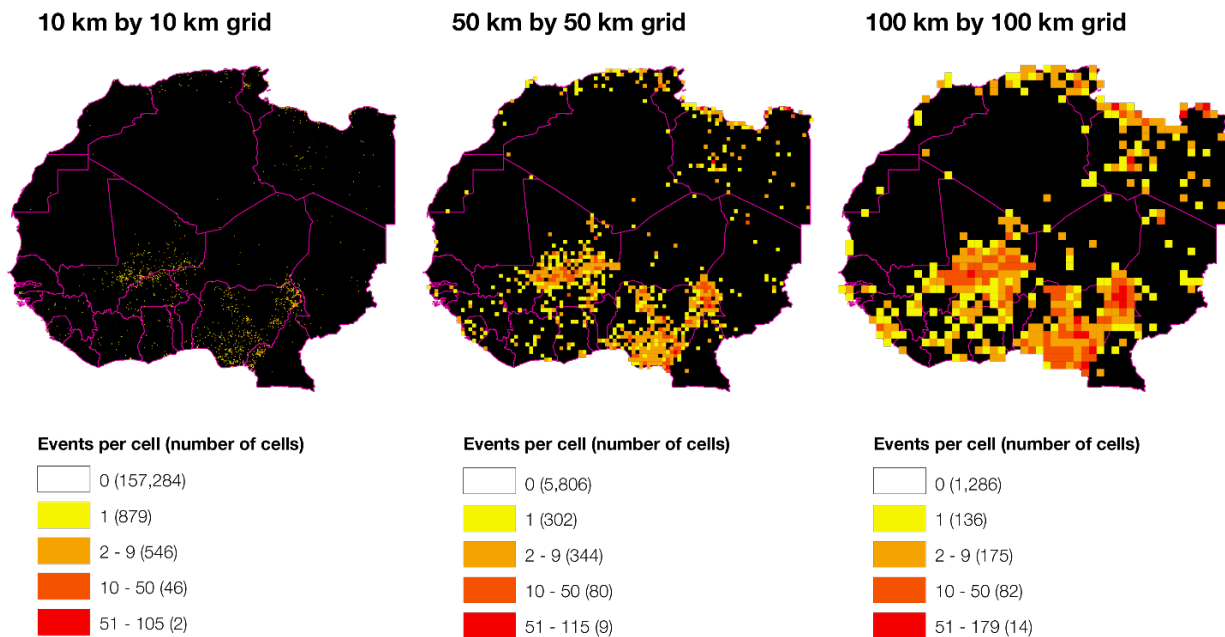 10 km by 10 km grid
50 km by 50 km grid
100 km by 100 km grid
Events per cell (number of cells)
0 (157,284)
1 (879)
2 - 9 (546)
10 - 50 (46)
51 - 105 (2)
Events per cell (number of cells)
0 (5,806)
1 (302)
2 - 9 (344)
10 - 50 (80)
51 - 115 (9)
Events per cell (number of cells)
0 (1,286)
1 (136)
2 - 9 (175)
10 - 50 (82)
51 - 179 (14)